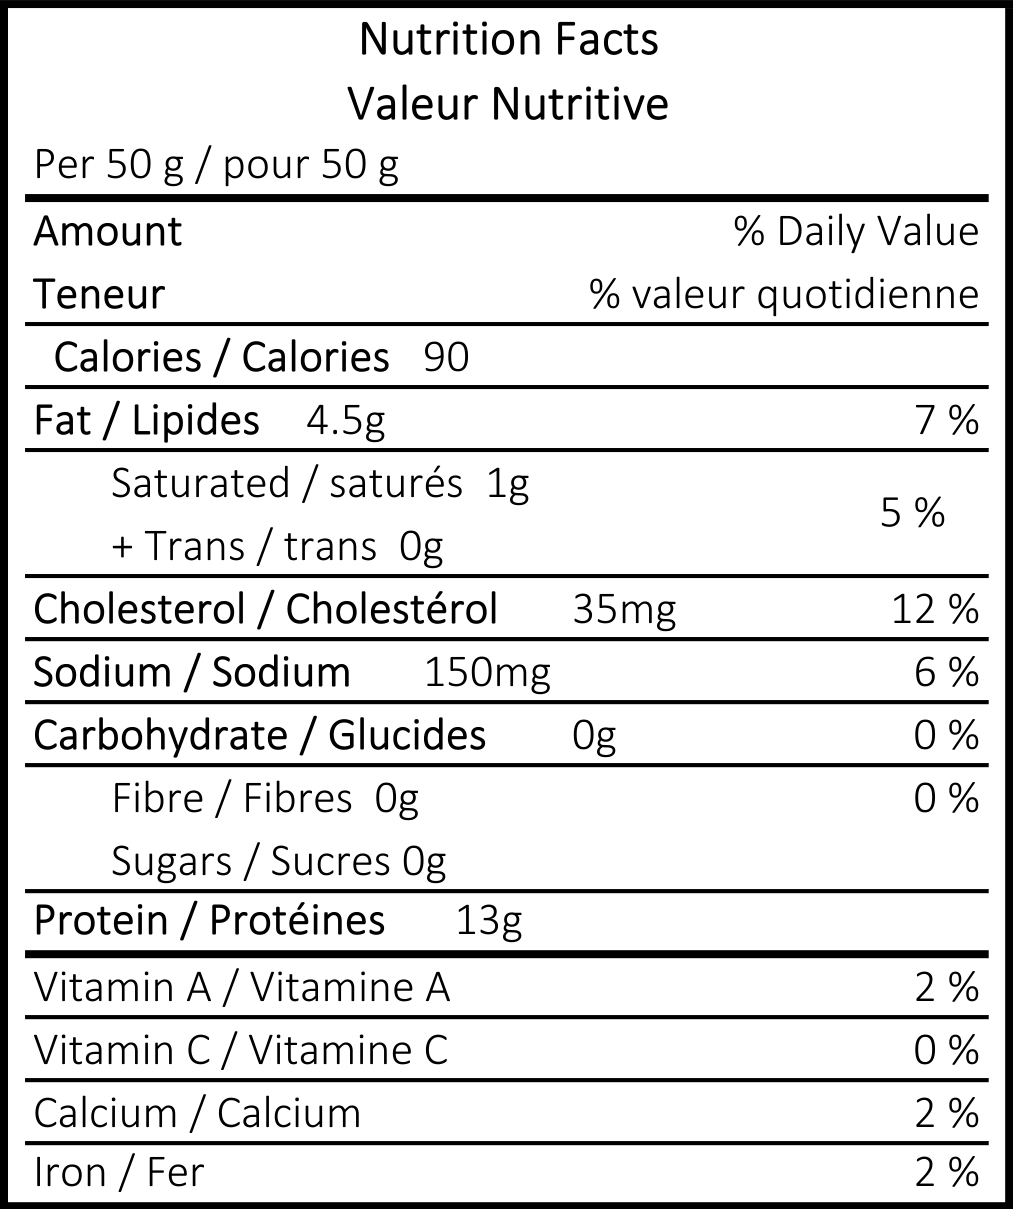 Nutrition Facts
Valeur Nutritive
Per 50 g / pour 50 g
Amount % Daily Value
Teneur % valeur quotidienne
Calories / Calories 90
Fat / Lipides 4.5g 7 %
Saturated / saturés 1g
5 %
+ Trans / trans 0g
Cholesterol / Cholestérol 35mg 12 %
Sodium / Sodium 150mg 6 %
Carbohydrate / Glucides 0g 0 %
Fibre / Fibres 0g 0 %
Sugars / Sucres 0g
Protein / Protéines 13g
Vitamin A / Vitamine A 2 %
Vitamin C / Vitamine C 0 %
Calcium / Calcium 2 %
Iron / Fer 2 %